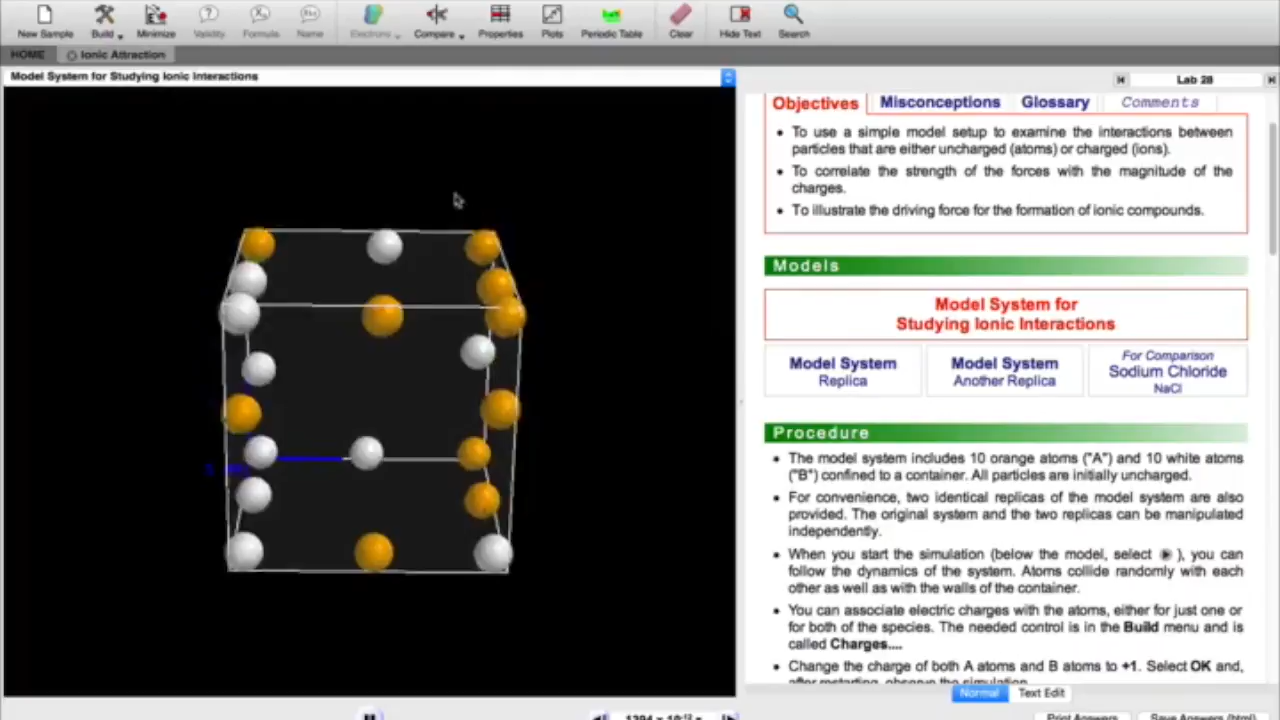 New Sample Build Minimize Validity Formula Name Electrons Compare Properties Plots Periodic Table Clear Hide Text Search
HOME Ionic Attraction
Model System for Studying Ionic Interactions
Lab 28
Objectives Misconceptions Glossary Comments
• To use a simple model setup to examine the interactions between
particles that are either uncharged (atoms) or charged (ions).
• To correlate the strength of the forces with the magnitude of the
charges.
• To illustrate the driving force for the formation of ionic compounds.
Models
Model System for
Studying Ionic Interactions
Model System
Replica
Model System
Another Replica
For Comparison
Sodium Chloride
NaCl
Procedure
• The model system includes 10 orange atoms ("A") and 10 white atoms
("B") confined to a container. All particles are initially uncharged.
• For convenience, two identical replicas of the model system are also
provided. The original system and the two replicas can be manipulated
independently.
• When you start the simulation (below the model, select ), you can
follow the dynamics of the system. Atoms collide randomly with each
other as well as with the walls of the container.
• You can associate electric charges with the atoms, either for just one or
for both of the species. The needed control is in the Build menu and is
called Charges....
• Change the charge of both A atoms and B atoms to +1. Select OK and,
after restarting, observe the simulation.
Normal Text Edit
Print Answers Save Answers (html)